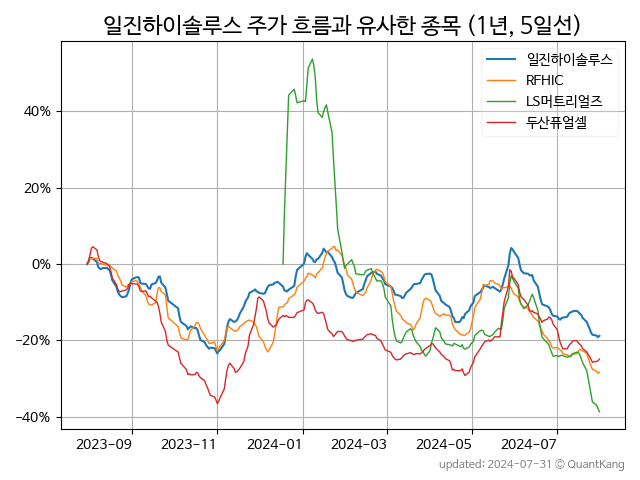 일진하이솔루스 주가 흐름과 유사한 종목 (1년, 5일선)
일진하이솔루스
RFHIC
LS머트리얼즈
두산퓨얼셀
40%
20%
0%
−20%
−40%
2023-09
2023-11
2024-01
2024-03
2024-05
2024-07
updated: 2024-07-31 © QuantKang